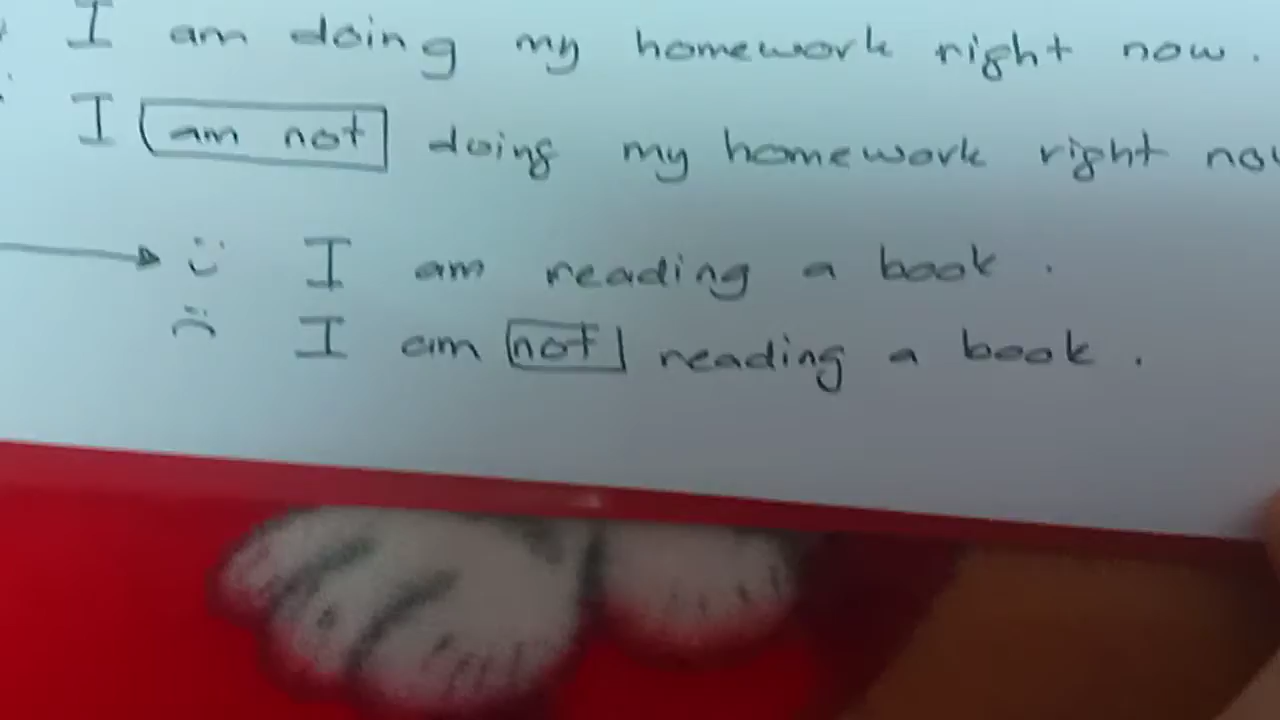 I am doing my homework right now.
I am not doing my homework right
I am reading a book.
I am not reading a book.